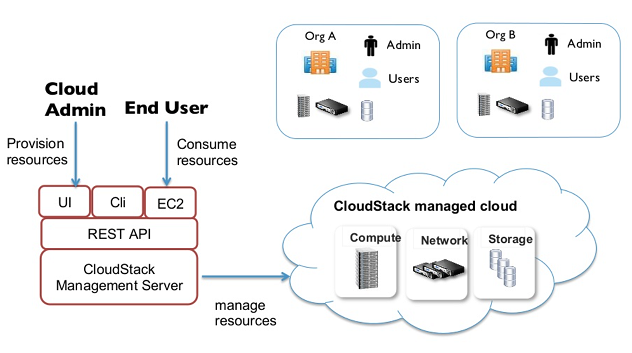 Org A
Admin
Users
Org B
Admin
Users
Cloud
Admin
End User
Provision
resources
Consume
resources
UI
Cli
EC2
REST API
CloudStack
Management Server
manage
resources
CloudStack managed cloud
Compute
Network
Storage